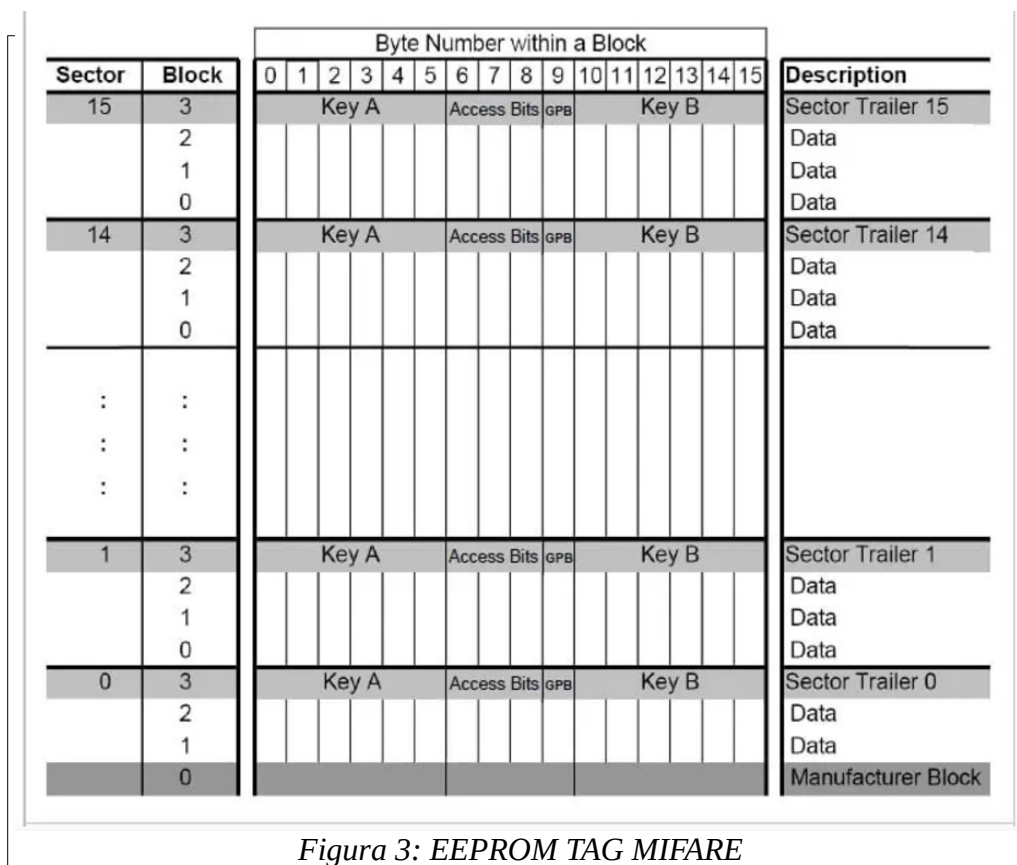 Byte Number within a Block
Sector Block 0 1 2 3 4 5 6 7 8 9 10 11 12 13 14 15 Description
15 3 Key A Access Bits GPB Key B Sector Trailer 15
2 Data
1 Data
0 Data
14 3 Key A Access Bits GPB Key B Sector Trailer 14
2 Data
1 Data
0 Data
: :
: :
: :
1 3 Key A Access Bits GPB Key B Sector Trailer 1
2 Data
1 Data
0 Data
0 3 Key A Access Bits GPB Key B Sector Trailer 0
2 Data
1 Data
0 Manufacturer Block
Figura 3: EEPROM TAG MIFARE